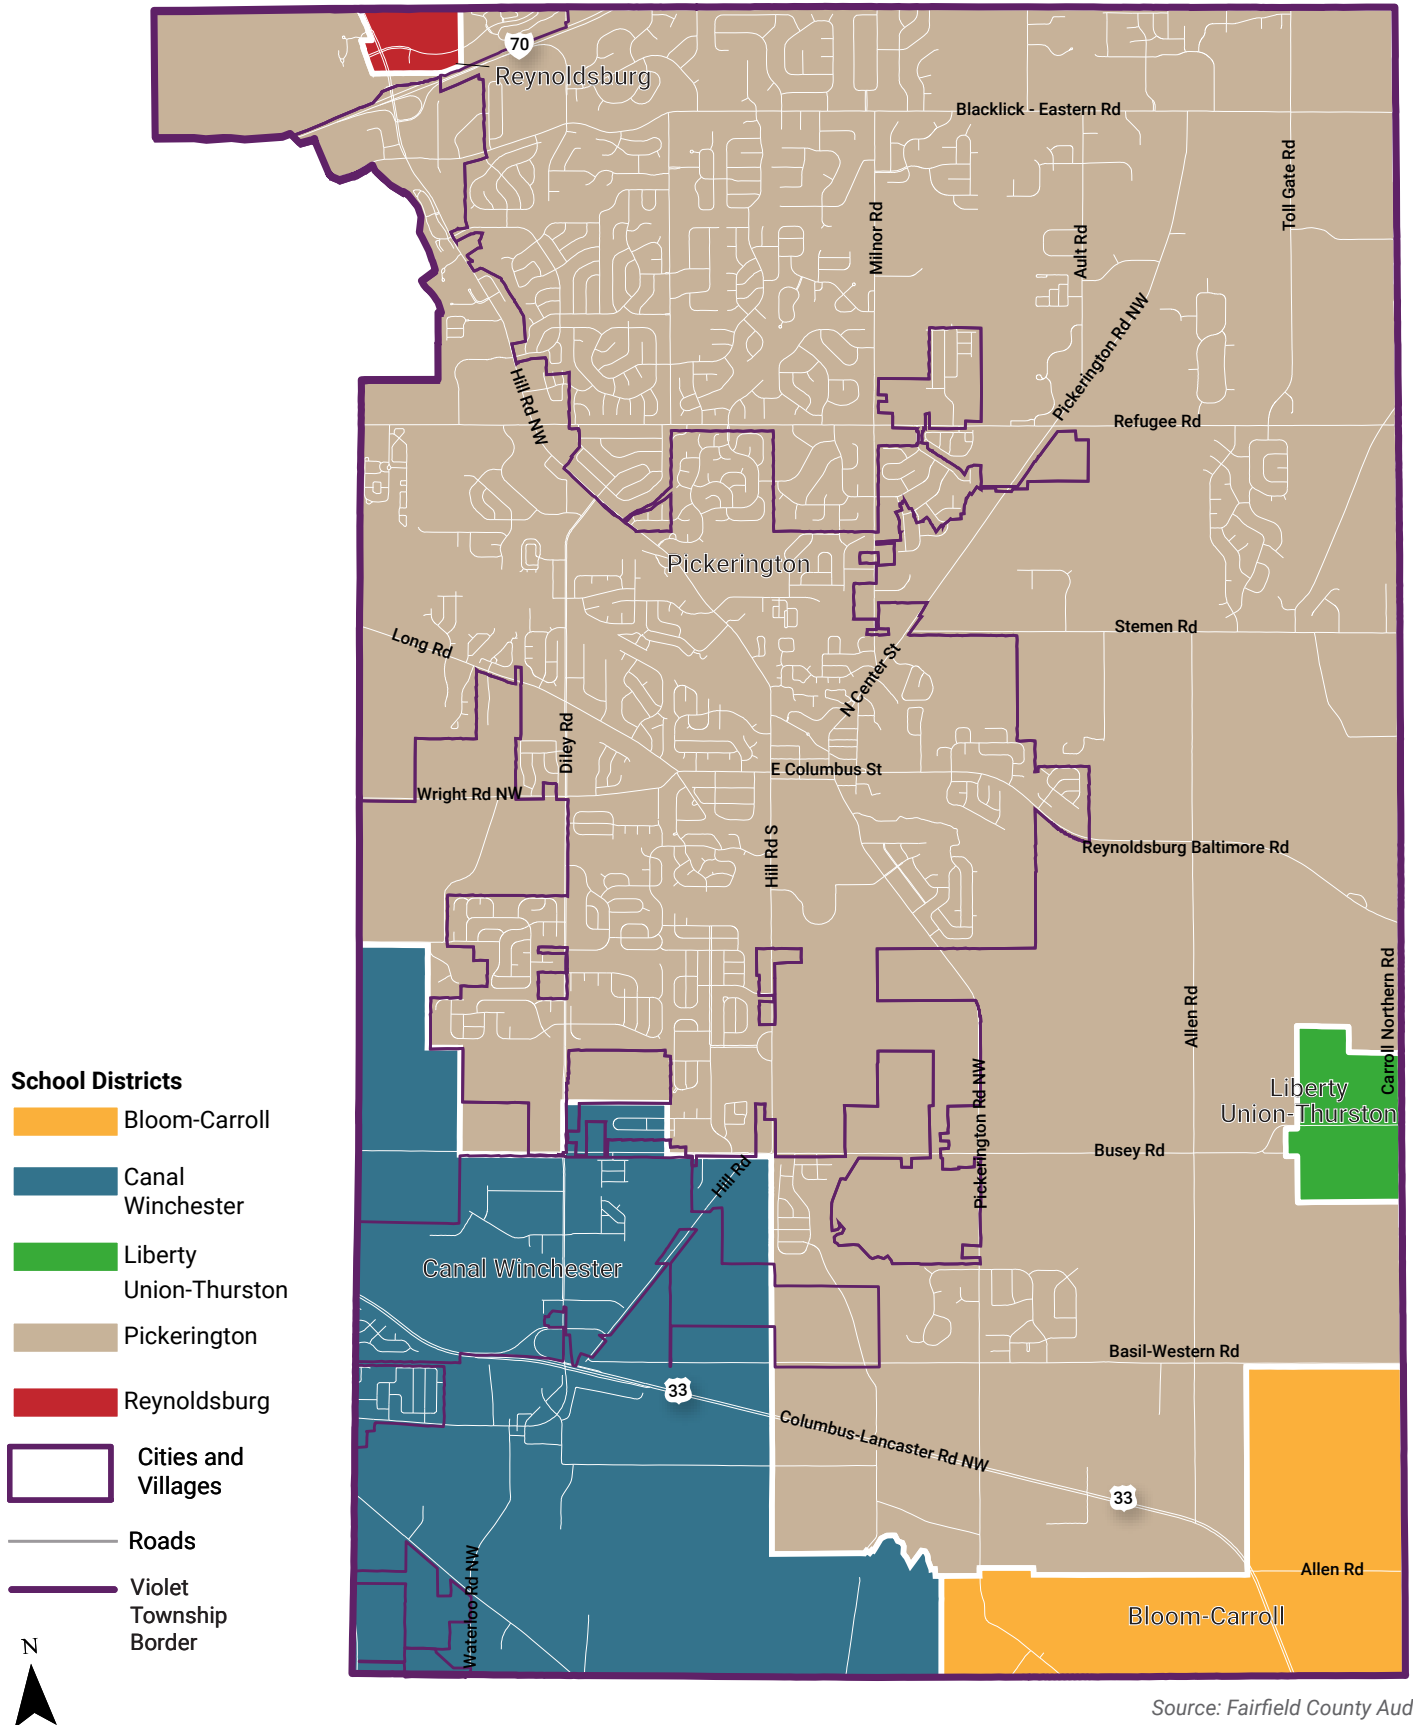 70
Reynoldsburg
Blacklick - Eastern Rd
Toll Gate Rd
Milnor Rd
Ault Rd
Pickerington Rd NW
Hill Rd NW
Refugee Rd
Pickerington
Long Rd
Stemen Rd
N Center St
Diley Rd
E Columbus St
Wright Rd NW
Hill Rd S
Reynoldsburg Baltimore Rd
Carroll Northern Rd
Allen Rd
Pickerington Rd NW
Liberty
Union-Thurston
Busey Rd
Hill Rd
Canal Winchester
Basil-Western Rd
33
Columbus-Lancaster Rd NW
33
Allen Rd
Waterloo Rd NW
Bloom-Carroll
School Districts
Bloom-Carroll
Canal
Winchester
Liberty
Union-Thurston
Pickerington
Reynoldsburg
Cities and
Villages
Roads
Violet
Township
Border
N
Source: Fairfield County Aud